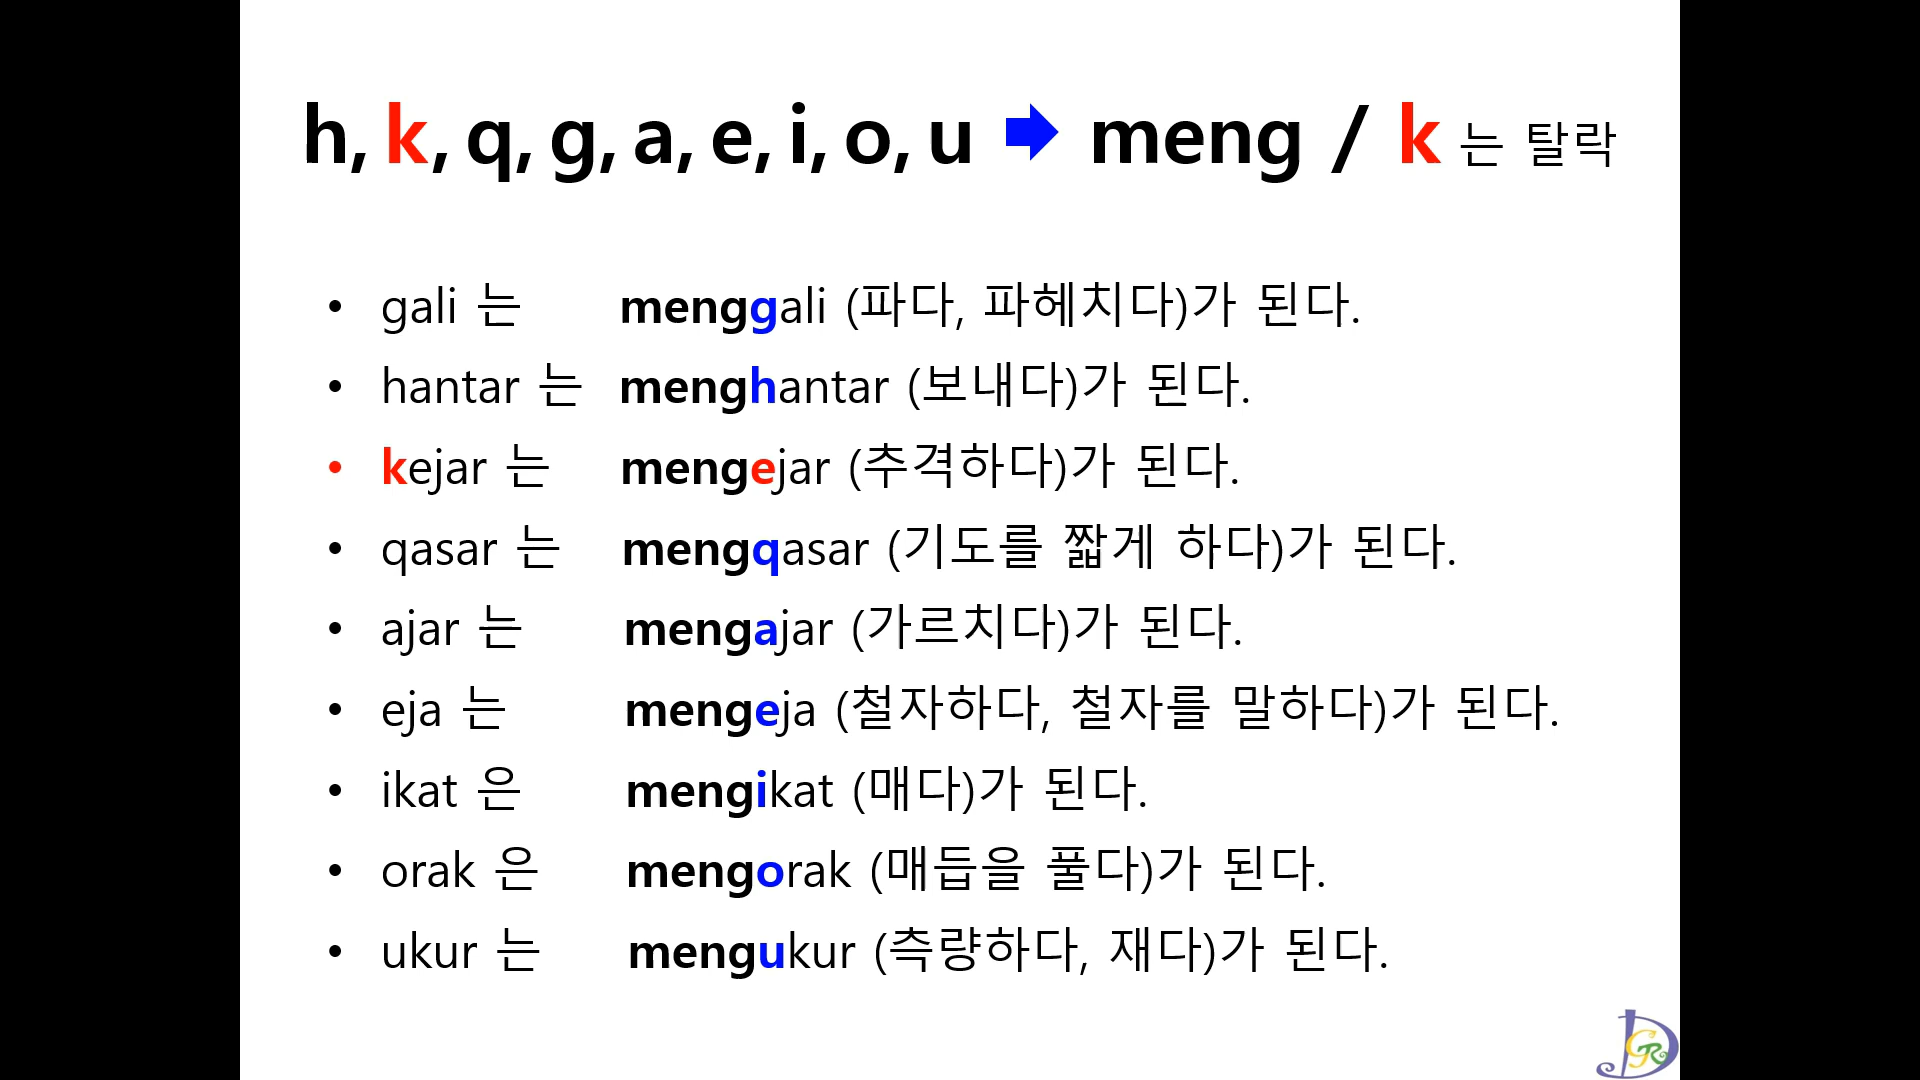 h, k, q, g, a, e, i, o, u ➡ meng / k 는 탈락
• gali 는 menggali (파다, 파헤치다)가 된다.
• hantar 는 menghantar (보내다)가 된다.
• kejar 는 mengejar (추격하다)가 된다.
• qasar 는 mengqasar (기도를 짧게 하다)가 된다.
• ajar 는 mengajar (가르치다)가 된다.
• eja 는 mengeja (철자하다, 철자를 말하다)가 된다.
• ikat 은 mengikat (매다)가 된다.
• orak 은 mengorak (매듭을 풀다)가 된다.
• ukur 는 mengukur (측량하다, 재다)가 된다.
DGR